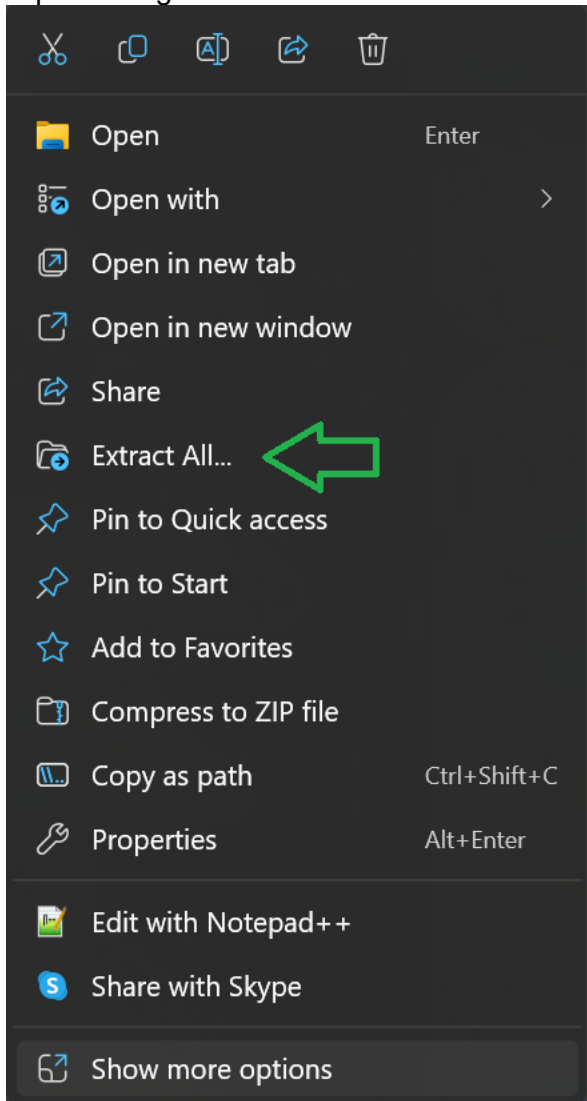 Open Enter
Open with
Open in new tab
Open in new window
Share
Extract All...
Pin to Quick access
Pin to Start
Add to Favorites
Compress to ZIP file
Copy as path Ctrl+Shift+C
Properties Alt+Enter
Edit with Notepad++
Share with Skype
Show more options